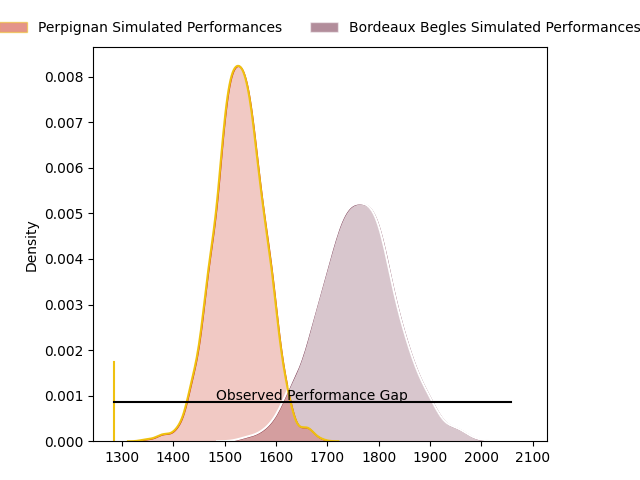 Perpignan Simulated Performances
Bordeaux Begles Simulated Performances
Density
0.008
0.007
0.006
0.005
0.004
0.003
0.002
0.001
0.000
Observed Performance Gap
1300 1400 1500 1600 1700 1800 1900 2000 2100